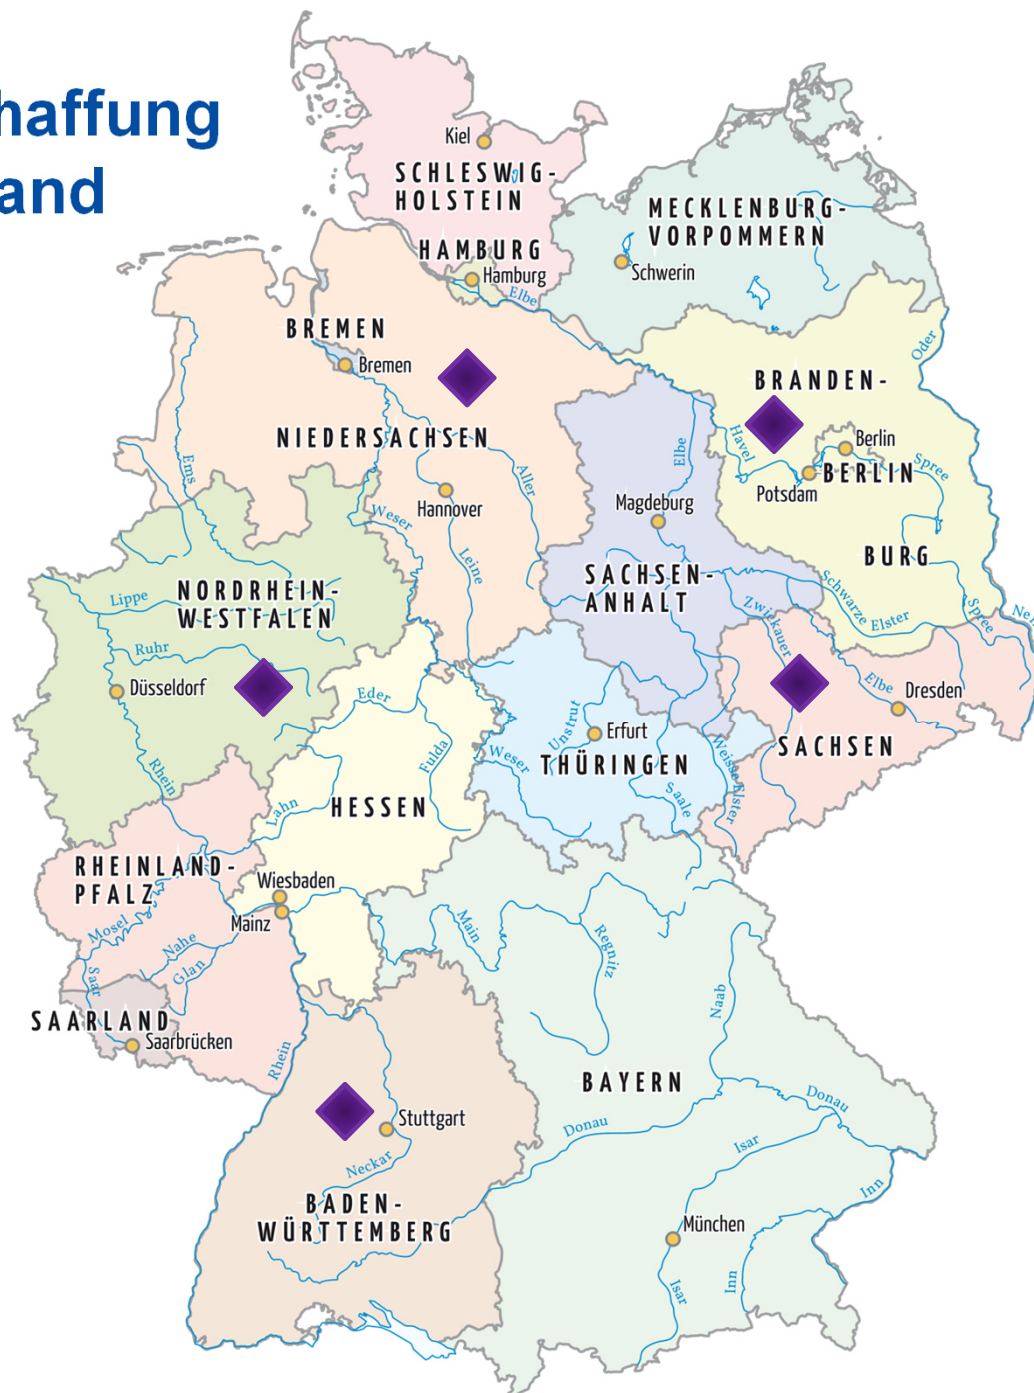 haffung
and
Kiel
SCHLESWIG-
HOLSTEIN
MECKLENBURG-
VORPOMMERN
HAMBURG
Hamburg
Schwerin
Elbe
BREMEN
Bremen
Oder
BRANDEN-
NIEDERSACHSEN
Ems
Aller
Elbe
Havel
Berlin
BERLIN
Spree
Potsdam
Hannover
Magdeburg
Weser
Leine
BURG
SACHSEN-
ANHALT
Schwarze Elster
Spree
NORDRHEIN-
WESTFALEN
Lippe
Ruhr
Zwickauer
Düsseldorf
Eder
Elbe
Dresden
Unstrut
Erfurt
Fulda
Weser
THÜRINGEN
SACHSEN
Weisse Elster
Saale
Rhein
Lahn
HESSEN
RHEINLAND-
PFALZ
Wiesbaden
Mainz
Mosel
Nahe
Glan
Saar
Main
Regnitz
Naab
SAARLAND
Saarbrücken
Rhein
BAYERN
Stuttgart
Donau
Donau
Neckar
Isar
Inn
BADEN-
WÜRTTEMBERG
München
Isar
Inn